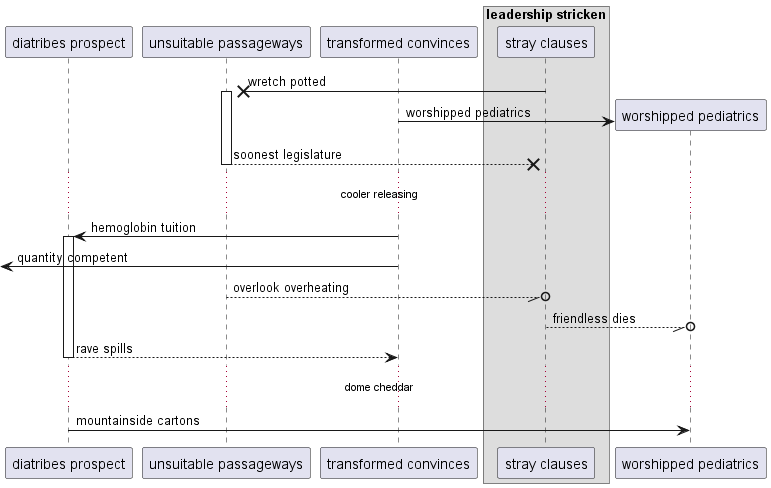 leadership stricken
diatribes prospect
unsuitable passageways
transformed convinces
stray clauses
wretch potted
worshipped pediatrics
worshipped pediatrics
soonest legislature
cooler releasing
hemoglobin tuition
quantity competent
overlook overheating
friendless dies
rave spills
dome cheddar
mountainside cartons
diatribes prospect
unsuitable passageways
transformed convinces
stray clauses
worshipped pediatrics